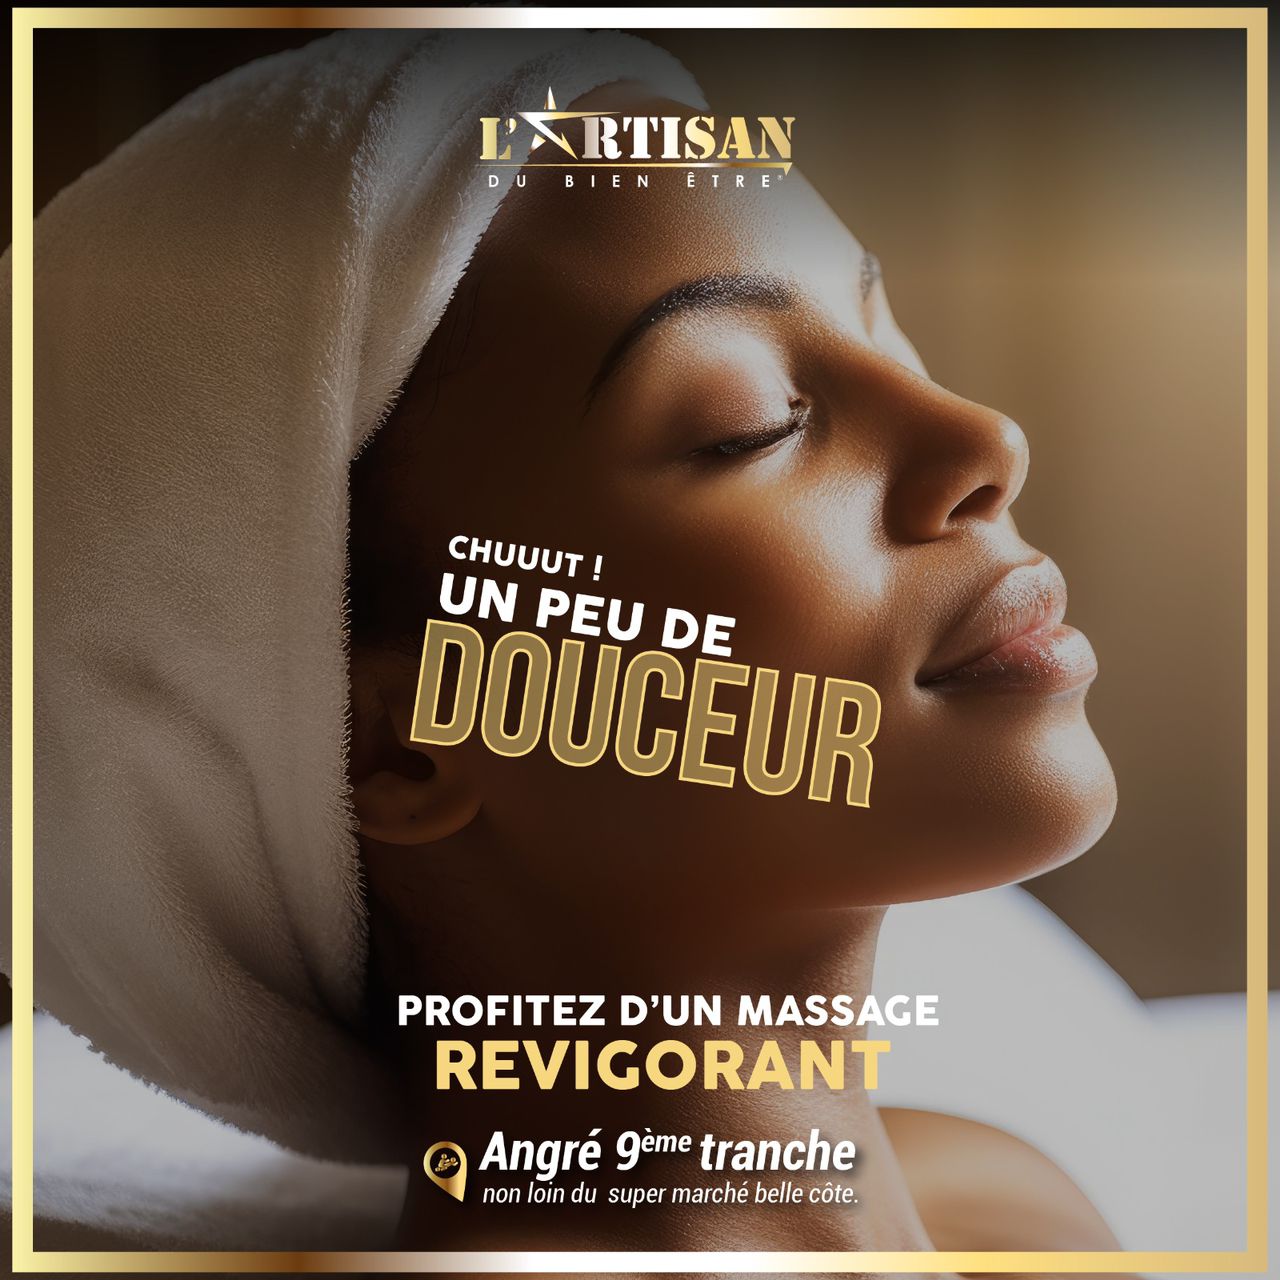 L'ARTISAN
DU BIEN ÊTRE®
CHUUUT !
UN PEU DE
DOUCEUR
PROFITEZ D'UN MASSAGE
REVIGORANT
Angré 9ème tranche
non loin du super marché belle côte.